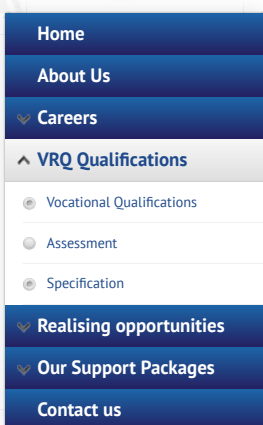 Home
About Us
Careers
VRQ Qualifications
Vocational Qualifications
Assessment
Specification
Realising opportunities
Our Support Packages
Contact us